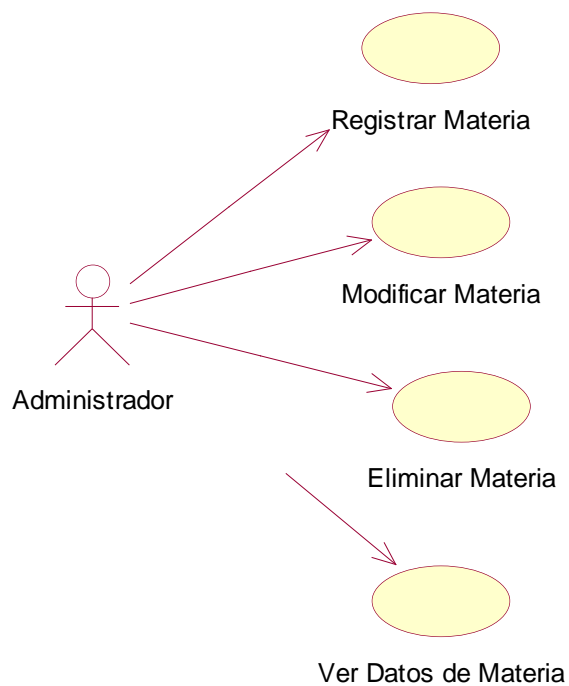 Registrar Materia
Modificar Materia
Administrador
Eliminar Materia
Ver Datos de Materia